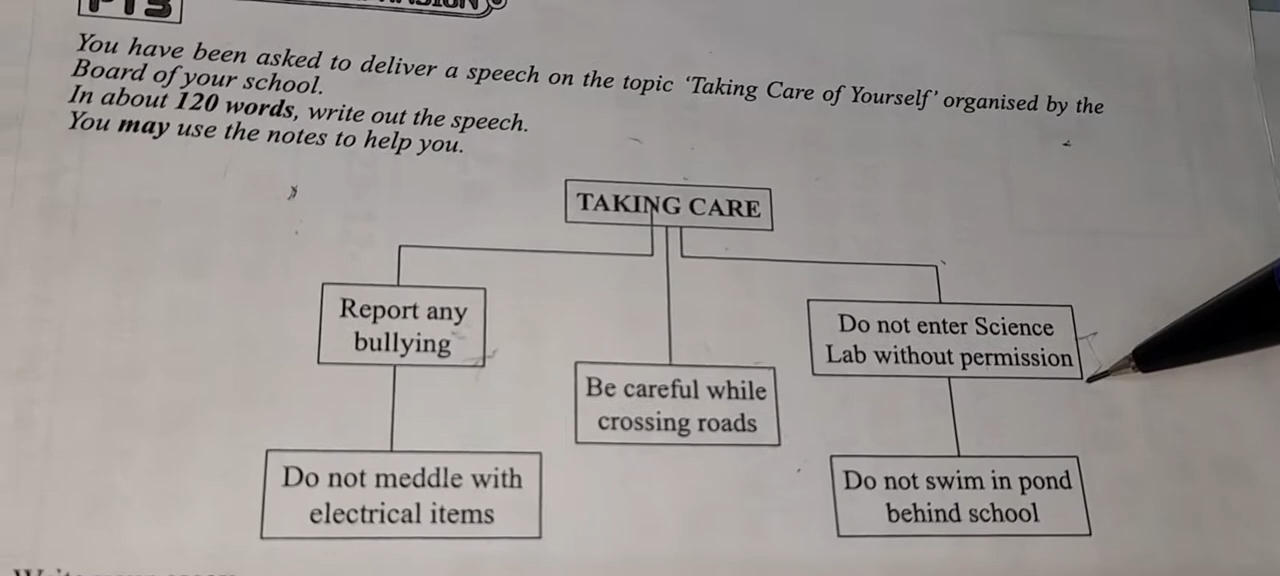 You have been asked to deliver a speech on the topic ‘Taking Care of Yourself’ organised by the
Board of your school.
In about 120 words, write out the speech.
You may use the notes to help you.
TAKING CARE
Report any
bullying
Be careful while
crossing roads
Do not enter Science
Lab without permission
Do not meddle with
electrical items
Do not swim in pond
behind school